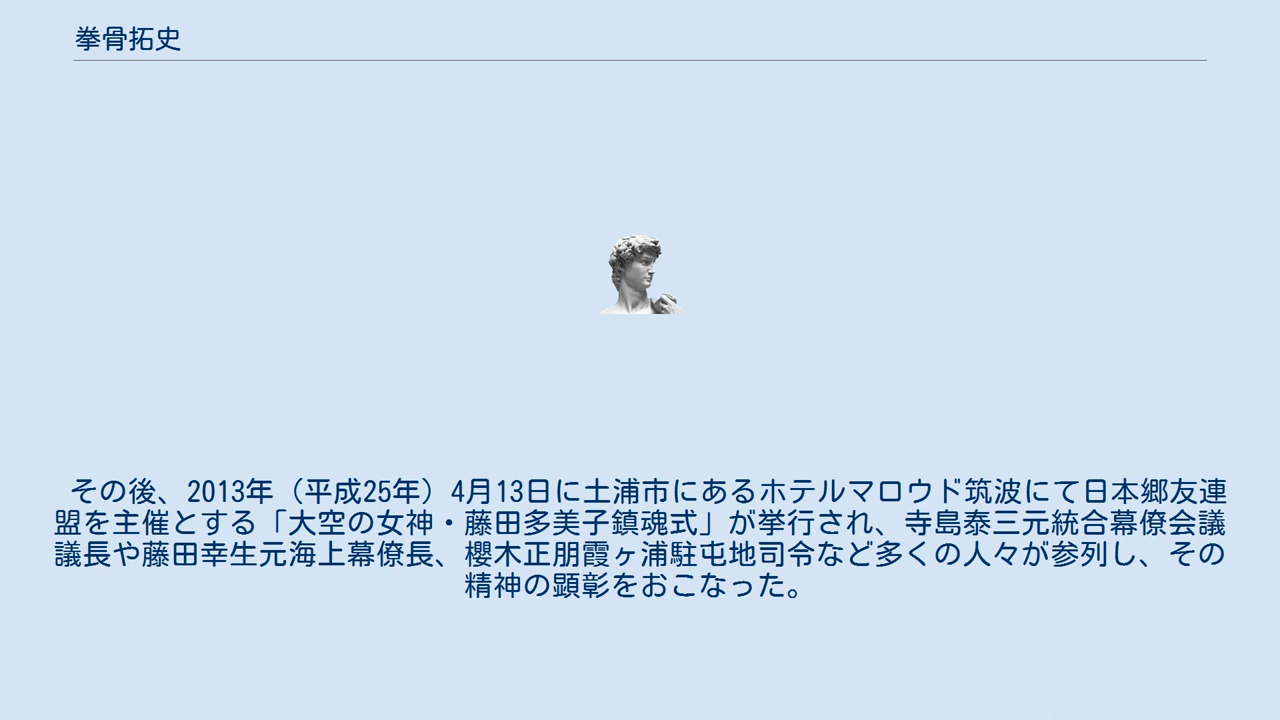 拳骨拓史
その後、2013年（平成25年）4月13日に土浦市にあるホテルマロウド筑波にて日本郷友連
盟を主催とする「大空の女神・藤田多美子鎮魂式」が挙行され、寺島泰三元統合幕僚会議
議長や藤田幸生元海上幕僚長、櫻木正朋霞ヶ浦駐屯地司令など多くの人々が参列し、その
精神の顕彰をおこなった。